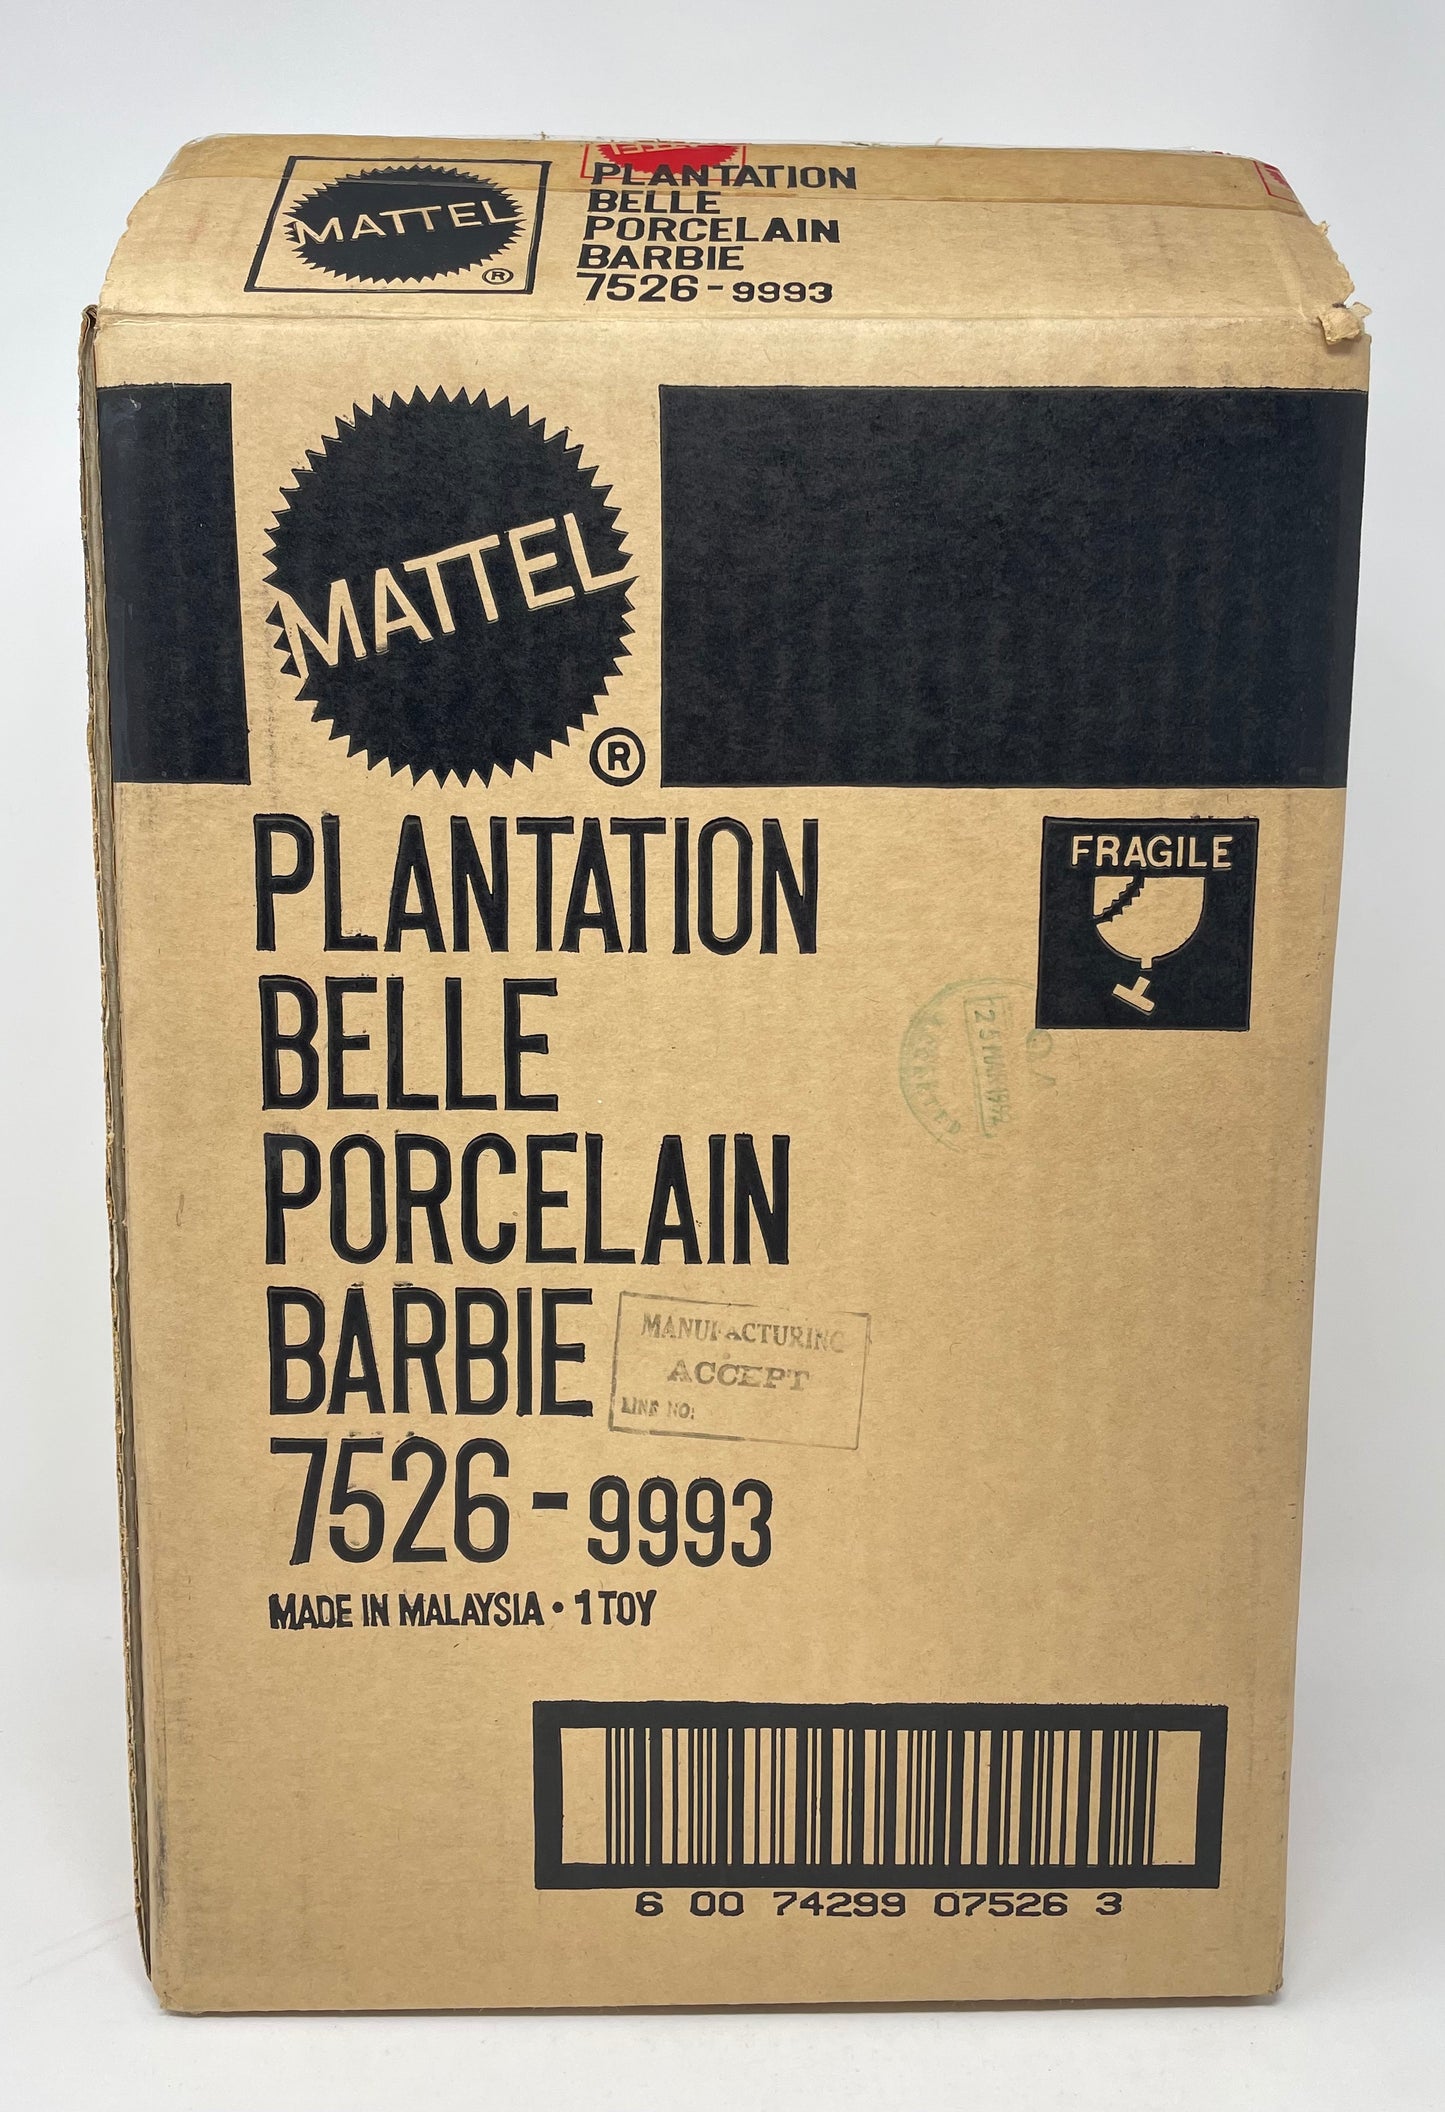 MATTEL
®
PLANTATION
BELLE
PORCELAIN
BARBIE
7526-9993
MATTEL
®
PLANTATION
BELLE
PORCELAIN
BARBIE
7526-9993
MADE IN MALAYSIA • 1 TOY
FRAGILE
MANUFACTURING
ACCEPT
LINE NO:
6 00 74299 07526 3